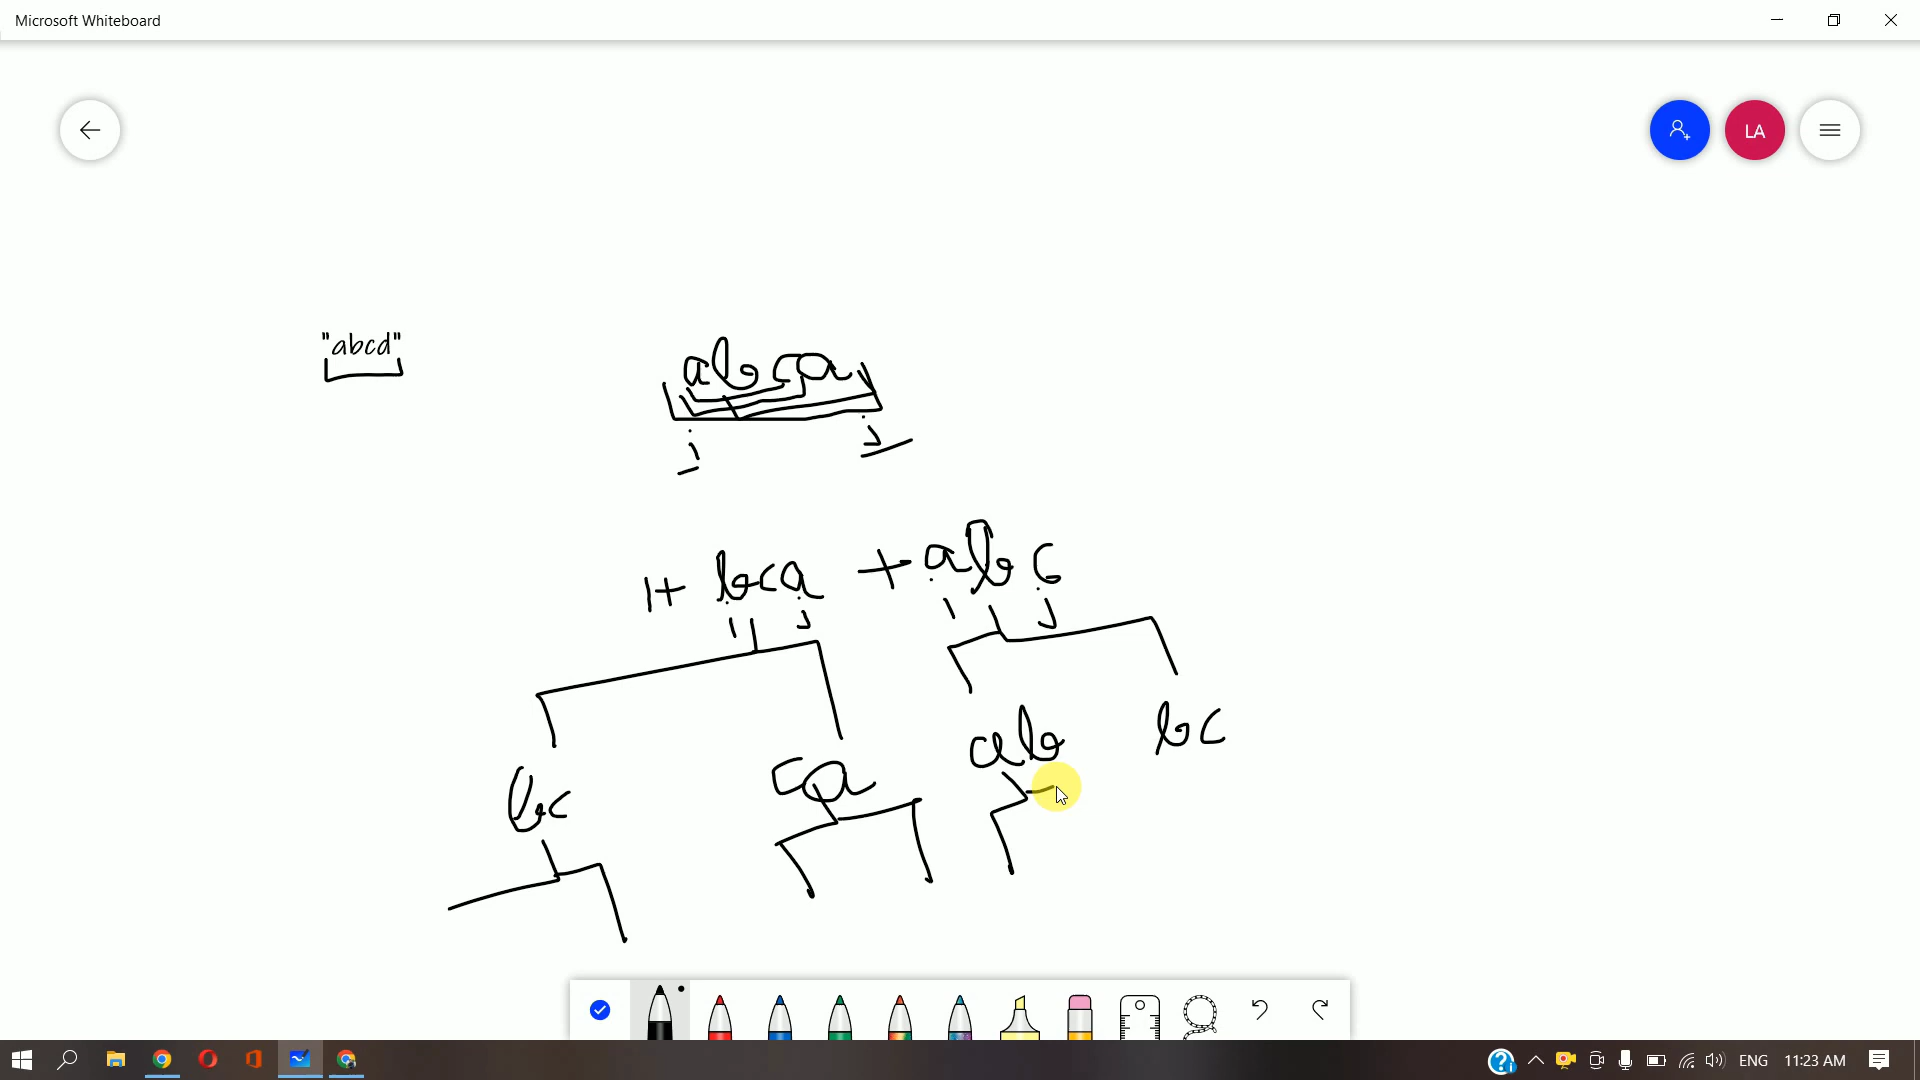 Microsoft Whiteboard
LA
"abcd"
abca
i j
1+ bca + abc
i j i j
bc ca ab bc
ENG 11:23 AM